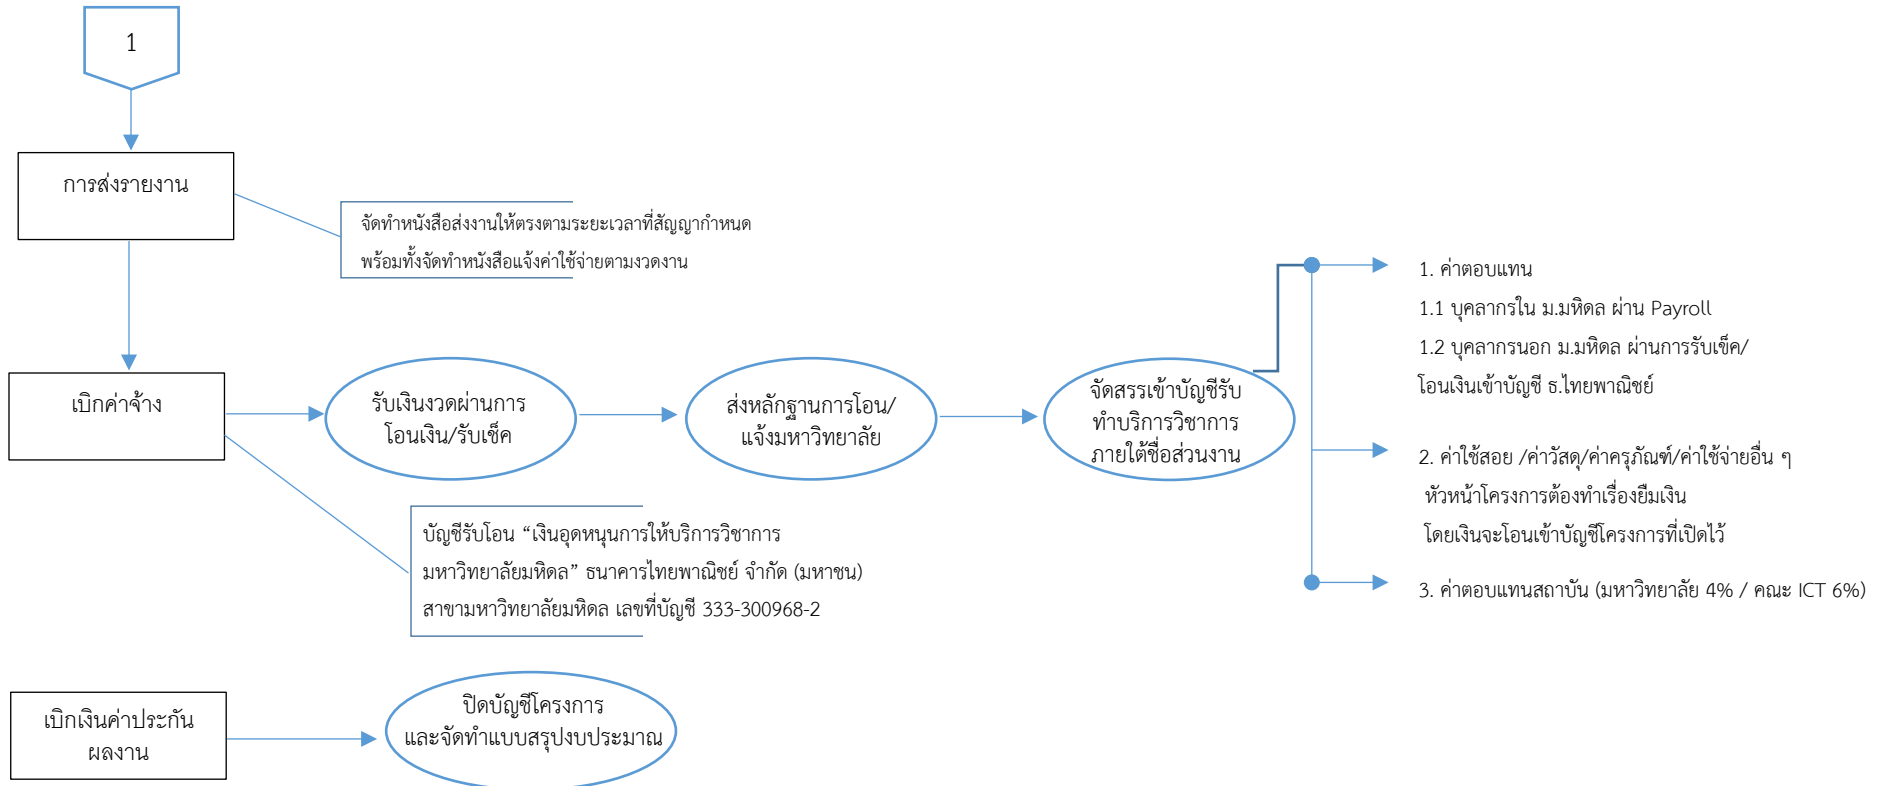 1
การส่งรายงาน
จัดทำหนังสือส่งงานให้ตรงตามระยะเวลาที่สัญญากำหนด
พร้อมทั้งจัดทำหนังสือแจ้งค่าใช้จ่ายตามงวดงาน
เบิกค่าจ้าง
รับเงินงวดผ่านการ
โอนเงิน/รับเช็ค
ส่งหลักฐานการโอน/
แจ้งมหาวิทยาลัย
จัดสรรเข้าบัญชีรับ
ทำบริการวิชาการ
ภายใต้ชื่อส่วนงาน
1. ค่าตอบแทน
1.1 บุคลากรใน ม.มหิดล ผ่าน Payroll
1.2 บุคลากรนอก ม.มหิดล ผ่านการรับเช็ค/
โอนเงินเข้าบัญชี ธ.ไทยพาณิชย์
2. ค่าใช้สอย /ค่าวัสดุ/ค่าครุภัณฑ์/ค่าใช้จ่ายอื่น ๆ
หัวหน้าโครงการต้องทำเรื่องยืมเงิน
โดยเงินจะโอนเข้าบัญชีโครงการที่เปิดไว้
3. ค่าตอบแทนสถาบัน (มหาวิทยาลัย 4% / คณะ ICT 6%)
บัญชีรับโอน “เงินอุดหนุนการให้บริการวิชาการ
มหาวิทยาลัยมหิดล” ธนาคารไทยพาณิชย์ จำกัด (มหาชน)
สาขามหาวิทยาลัยมหิดล เลขที่บัญชี 333-300968-2
เบิกเงินค่าประกัน
ผลงาน
ปิดบัญชีโครงการ
และจัดทำแบบสรุปงบประมาณ